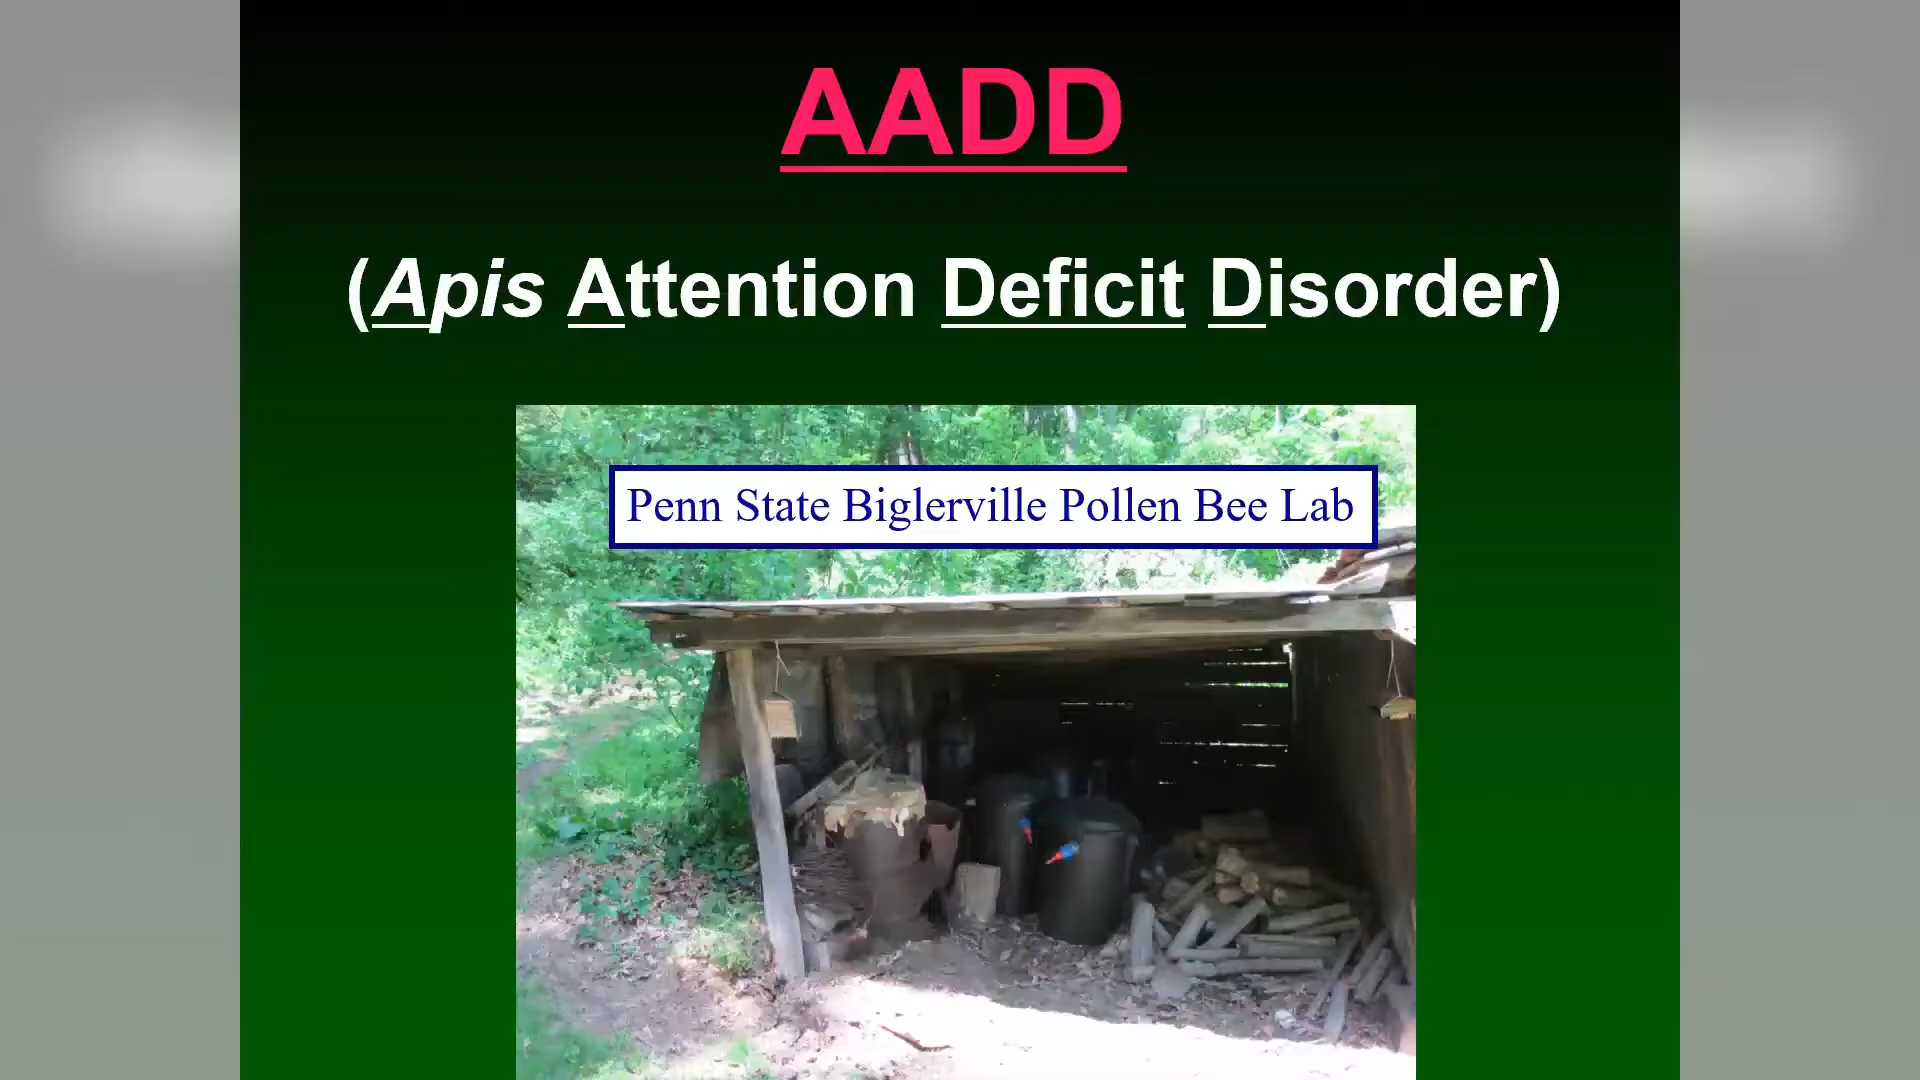 AADD
(Apis Attention Deficit Disorder)
Penn State Biglerville Pollen Bee Lab